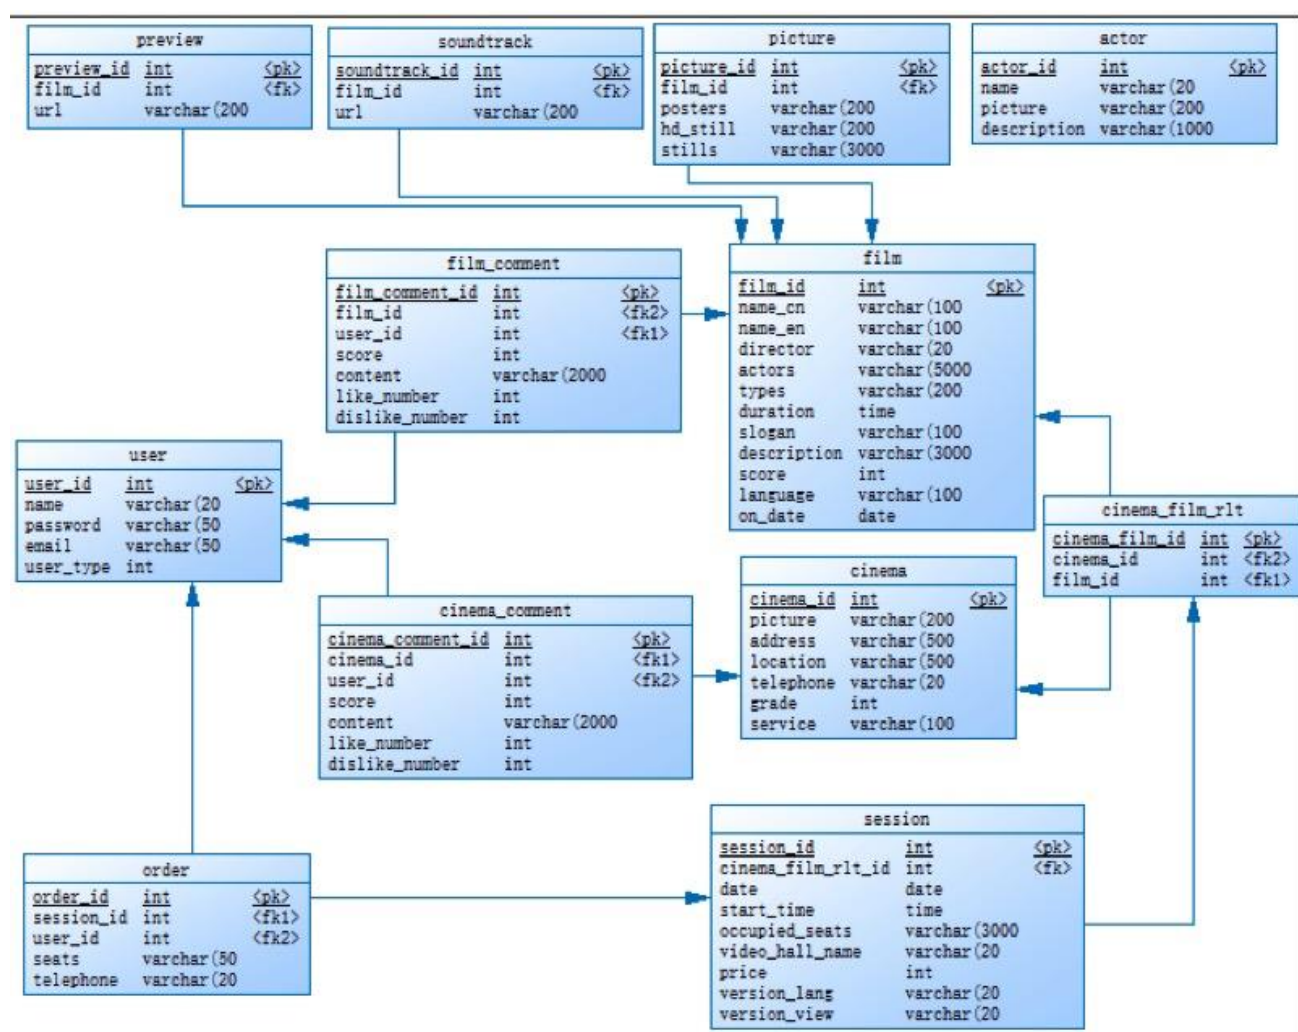 preview
preview_id int <pk>
film_id int <fk>
url varchar(200
soundtrack
soundtrack_id int <pk>
film_id int <fk>
url varchar(200
picture
picture_id int <pk>
film_id int <fk>
posters varchar(200
hd_still varchar(200
stills varchar(3000
actor
actor_id int <pk>
name varchar(20
picture varchar(200
description varchar(1000
film_comment
film_comment_id int <pk>
film_id int <fk2>
user_id int <fk1>
score int
content varchar(2000
like_number int
dislike_number int
film
film_id int <pk>
name_cn varchar(100
name_en varchar(100
director varchar(20
actors varchar(5000
types varchar(200
duration time
slogan varchar(100
description varchar(3000
score int
language varchar(100
on_date date
user
user_id int <pk>
name varchar(20
password varchar(50
email varchar(50
user_type int
cinema_film_rlt
cinema_film_id int <pk>
cinema_id int <fk2>
film_id int <fk1>
cinema_comment
cinema_comment_id int <pk>
cinema_id int <fk1>
user_id int <fk2>
score int
content varchar(2000
like_number int
dislike_number int
cinema
cinema_id int <pk>
picture varchar(200
address varchar(500
location varchar(500
telephone varchar(20
grade int
service varchar(100
order
order_id int <pk>
session_id int <fk1>
user_id int <fk2>
seats varchar(50
telephone varchar(20
session
session_id int <pk>
cinema_film_rlt_id int <fk>
date date
start_time time
occupied_seats varchar(3000
video_hall_name varchar(20
price int
version_lang varchar(20
version_view varchar(20